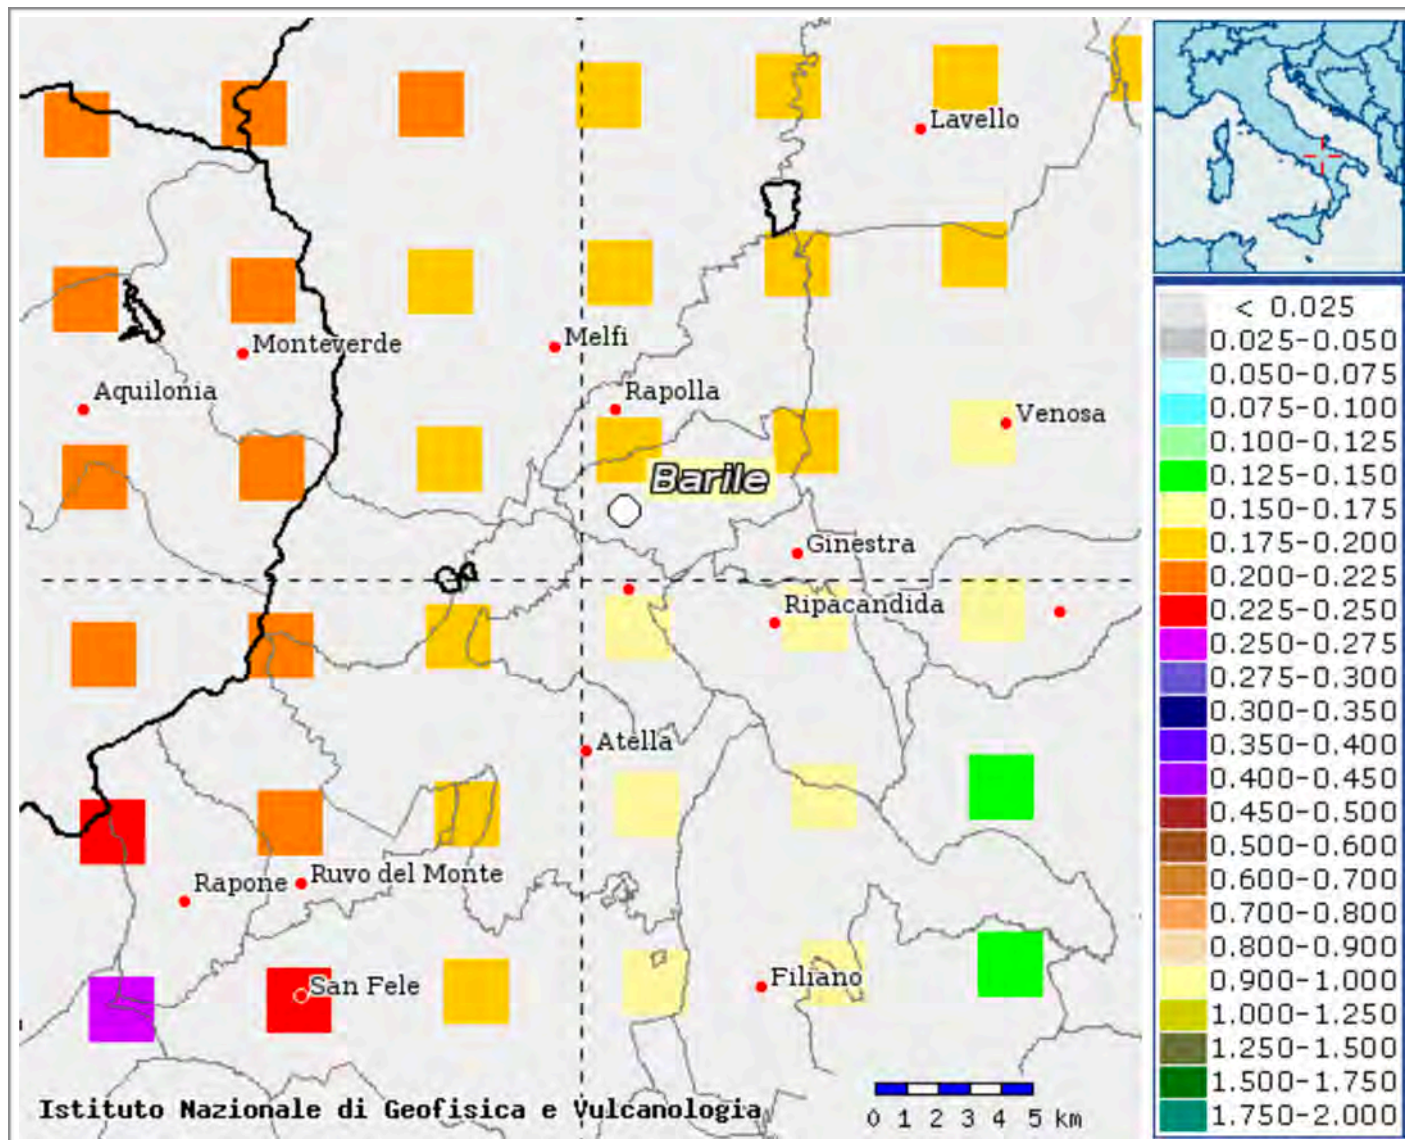 Lavello
Monteverde
Melfi
Aquilonia
Rapolla
Venosa
Barile
Ginestra
Ripacandida
Atella
Rapone
Ruvo del Monte
San Fele
Filiano
Istituto Nazionale di Geofisica e Vulcanologia
0 1 2 3 4 5 km
< 0.025
0.025-0.050
0.050-0.075
0.075-0.100
0.100-0.125
0.125-0.150
0.150-0.175
0.175-0.200
0.200-0.225
0.225-0.250
0.250-0.275
0.275-0.300
0.300-0.350
0.350-0.400
0.400-0.450
0.450-0.500
0.500-0.600
0.600-0.700
0.700-0.800
0.800-0.900
0.900-1.000
1.000-1.250
1.250-1.500
1.500-1.750
1.750-2.000